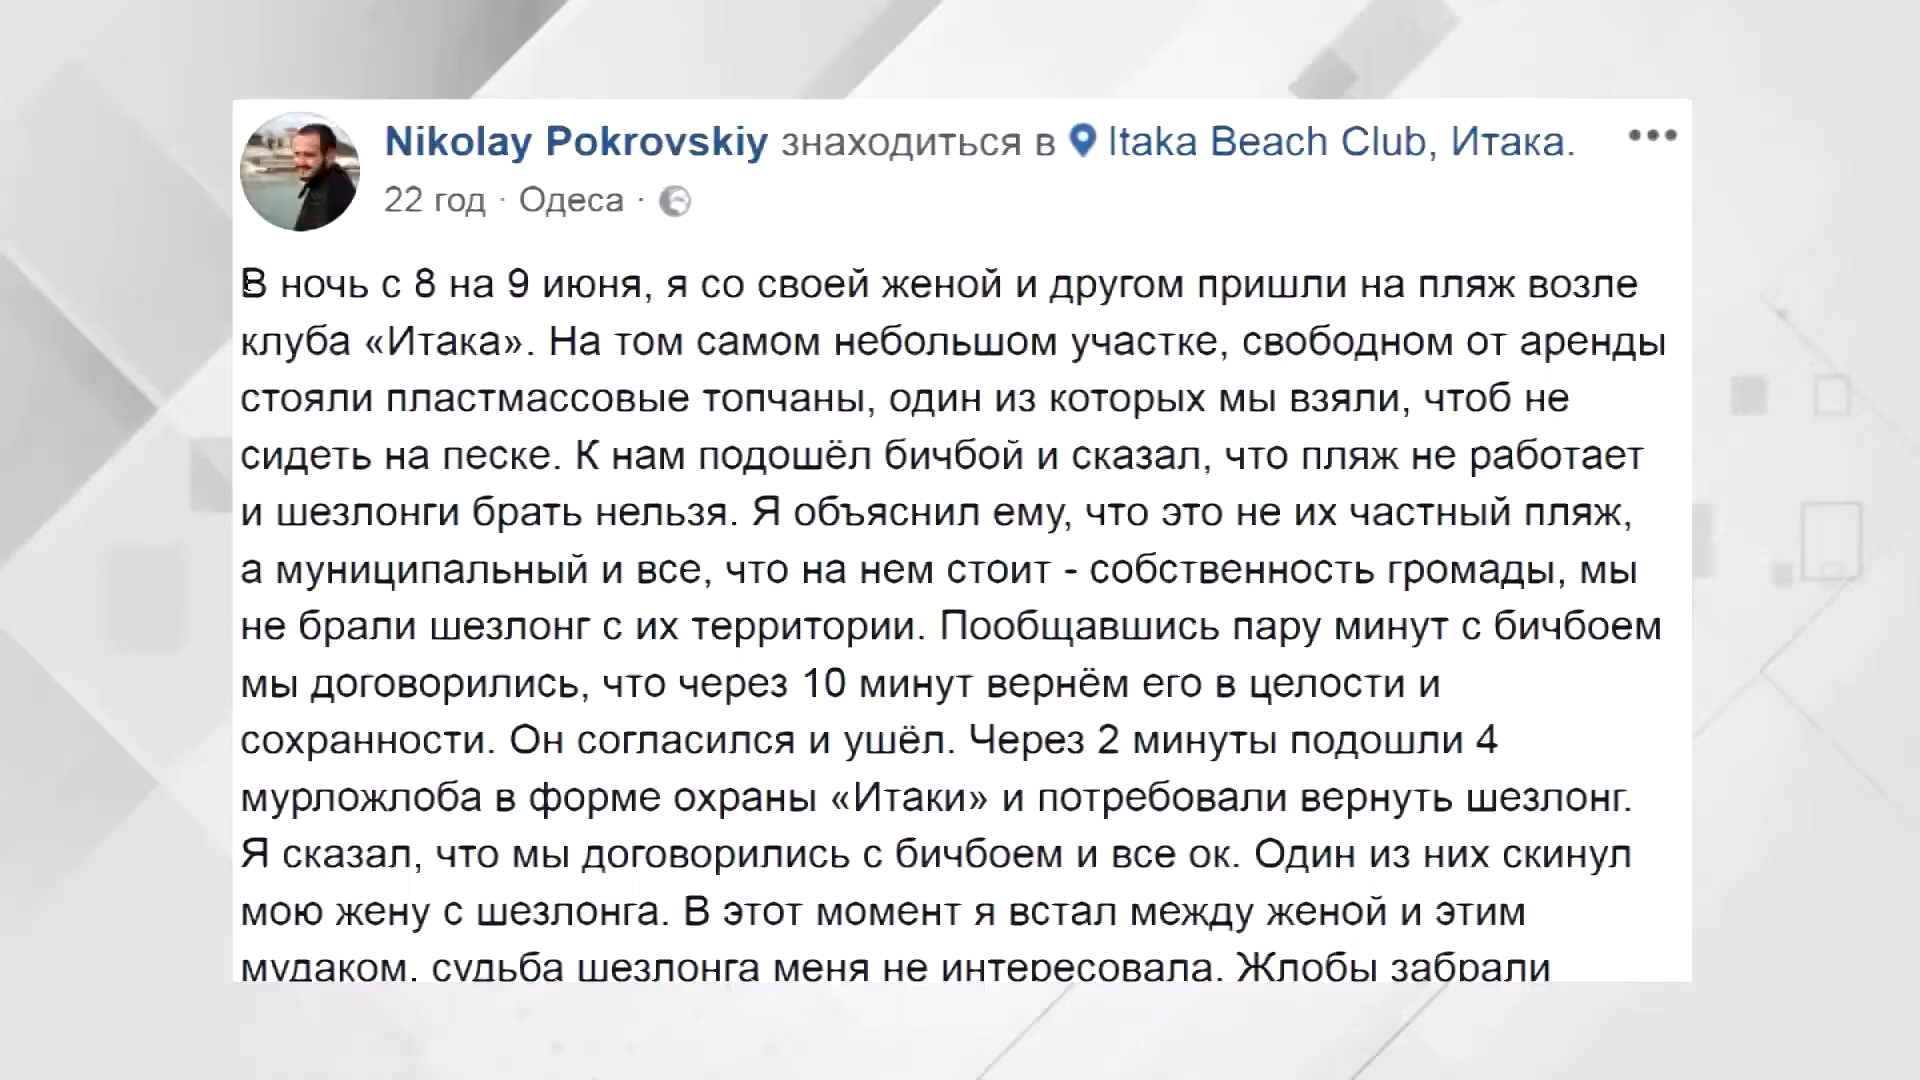 Nikolay Pokrovskiy знаходиться в Itaka Beach Club, Итака.
22 год · Одеса ·
В ночь с 8 на 9 июня, я со своей женой и другом пришли на пляж возле
клуба «Итака». На том самом небольшом участке, свободном от аренды
стояли пластмассовые топчаны, один из которых мы взяли, чтоб не
сидеть на песке. К нам подошёл бичбой и сказал, что пляж не работает
и шезлонги брать нельзя. Я объяснил ему, что это не их частный пляж,
а муниципальный и все, что на нем стоит - собственность громады, мы
не брали шезлонг с их территории. Пообщавшись пару минут с бичбоем
мы договорились, что через 10 минут вернём его в целости и
сохранности. Он согласился и ушёл. Через 2 минуты подошли 4
мурложлоба в форме охраны «Итаки» и потребовали вернуть шезлонг.
Я сказал, что мы договорились с бичбоем и все ок. Один из них скинул
мою жену с шезлонга. В этот момент я встал между женой и этим
мудаком, судьба шезлонга меня не интересовала. Жлобы забрали